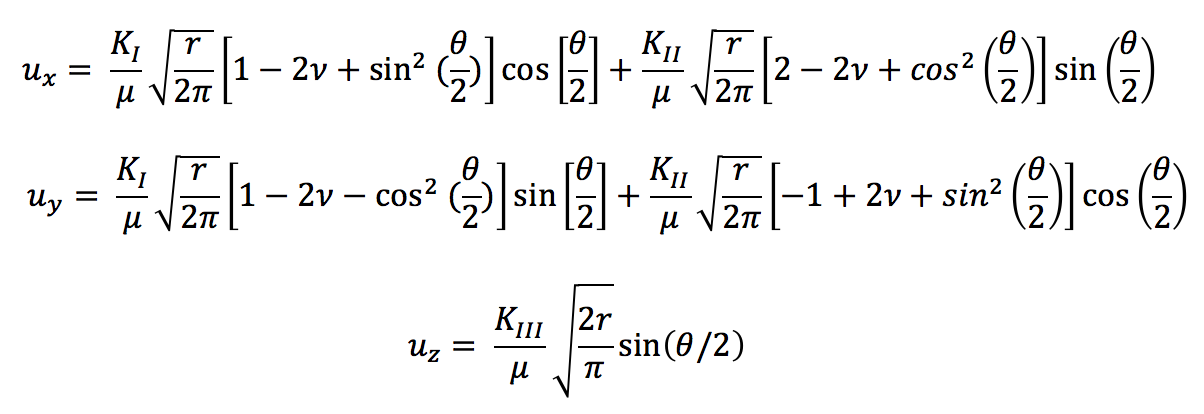 u_x = \frac{K_I}{\mu} \sqrt{\frac{r}{2\pi}} \left[ 1 - 2\nu + \sin^2 (\frac{\theta}{2}) \right] \cos \left[ \frac{\theta}{2} \right] + \frac{K_{II}}{\mu} \sqrt{\frac{r}{2\pi}} \left[ 2 - 2\nu + cos^2 \left( \frac{\theta}{2} \right) \right] \sin \left( \frac{\theta}{2} \right)
u_y = \frac{K_I}{\mu} \sqrt{\frac{r}{2\pi}} \left[ 1 - 2\nu - \cos^2 (\frac{\theta}{2}) \right] \sin \left[ \frac{\theta}{2} \right] + \frac{K_{II}}{\mu} \sqrt{\frac{r}{2\pi}} \left[ -1 + 2\nu + sin^2 \left( \frac{\theta}{2} \right) \right] \cos \left( \frac{\theta}{2} \right)
u_z = \frac{K_{III}}{\mu} \sqrt{\frac{2r}{\pi}} \sin(\theta/2)